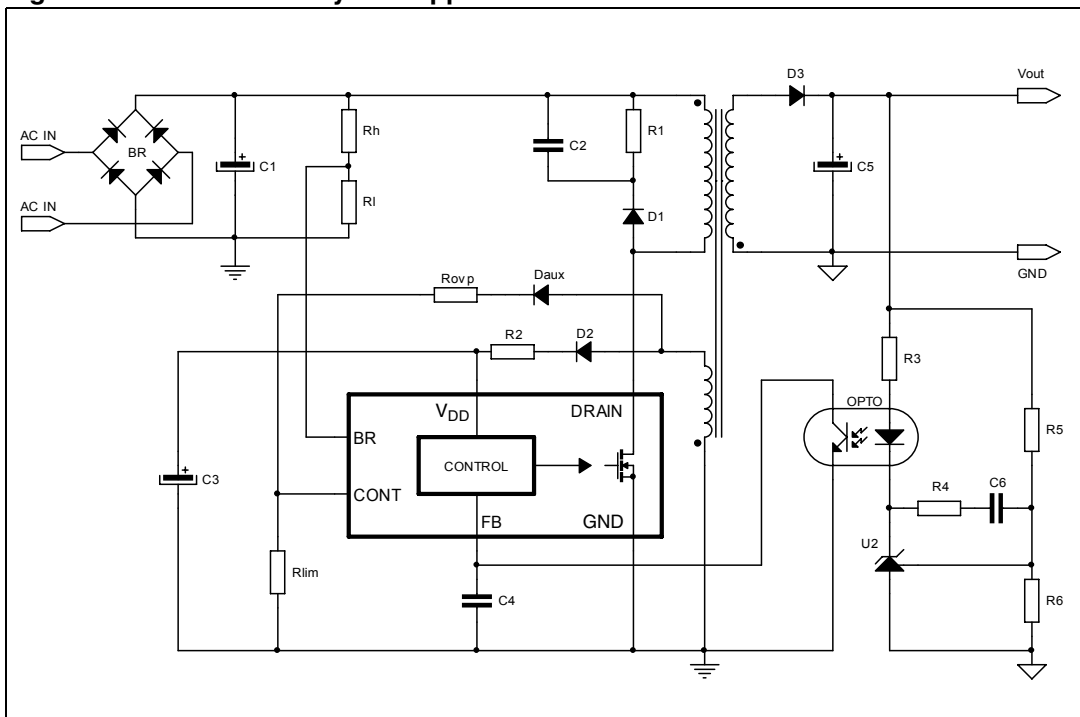 D3
Vout
AC IN
BR
C1
Rh
Rl
C2
R1
D1
C5
AC IN
GND
Rovp
Daux
R2
D2
R3
OPTO
VDD
DRAIN
BR
CONTROL
CONT
FB
GND
C3
R5
R4
C6
U2
Rlim
C4
R6